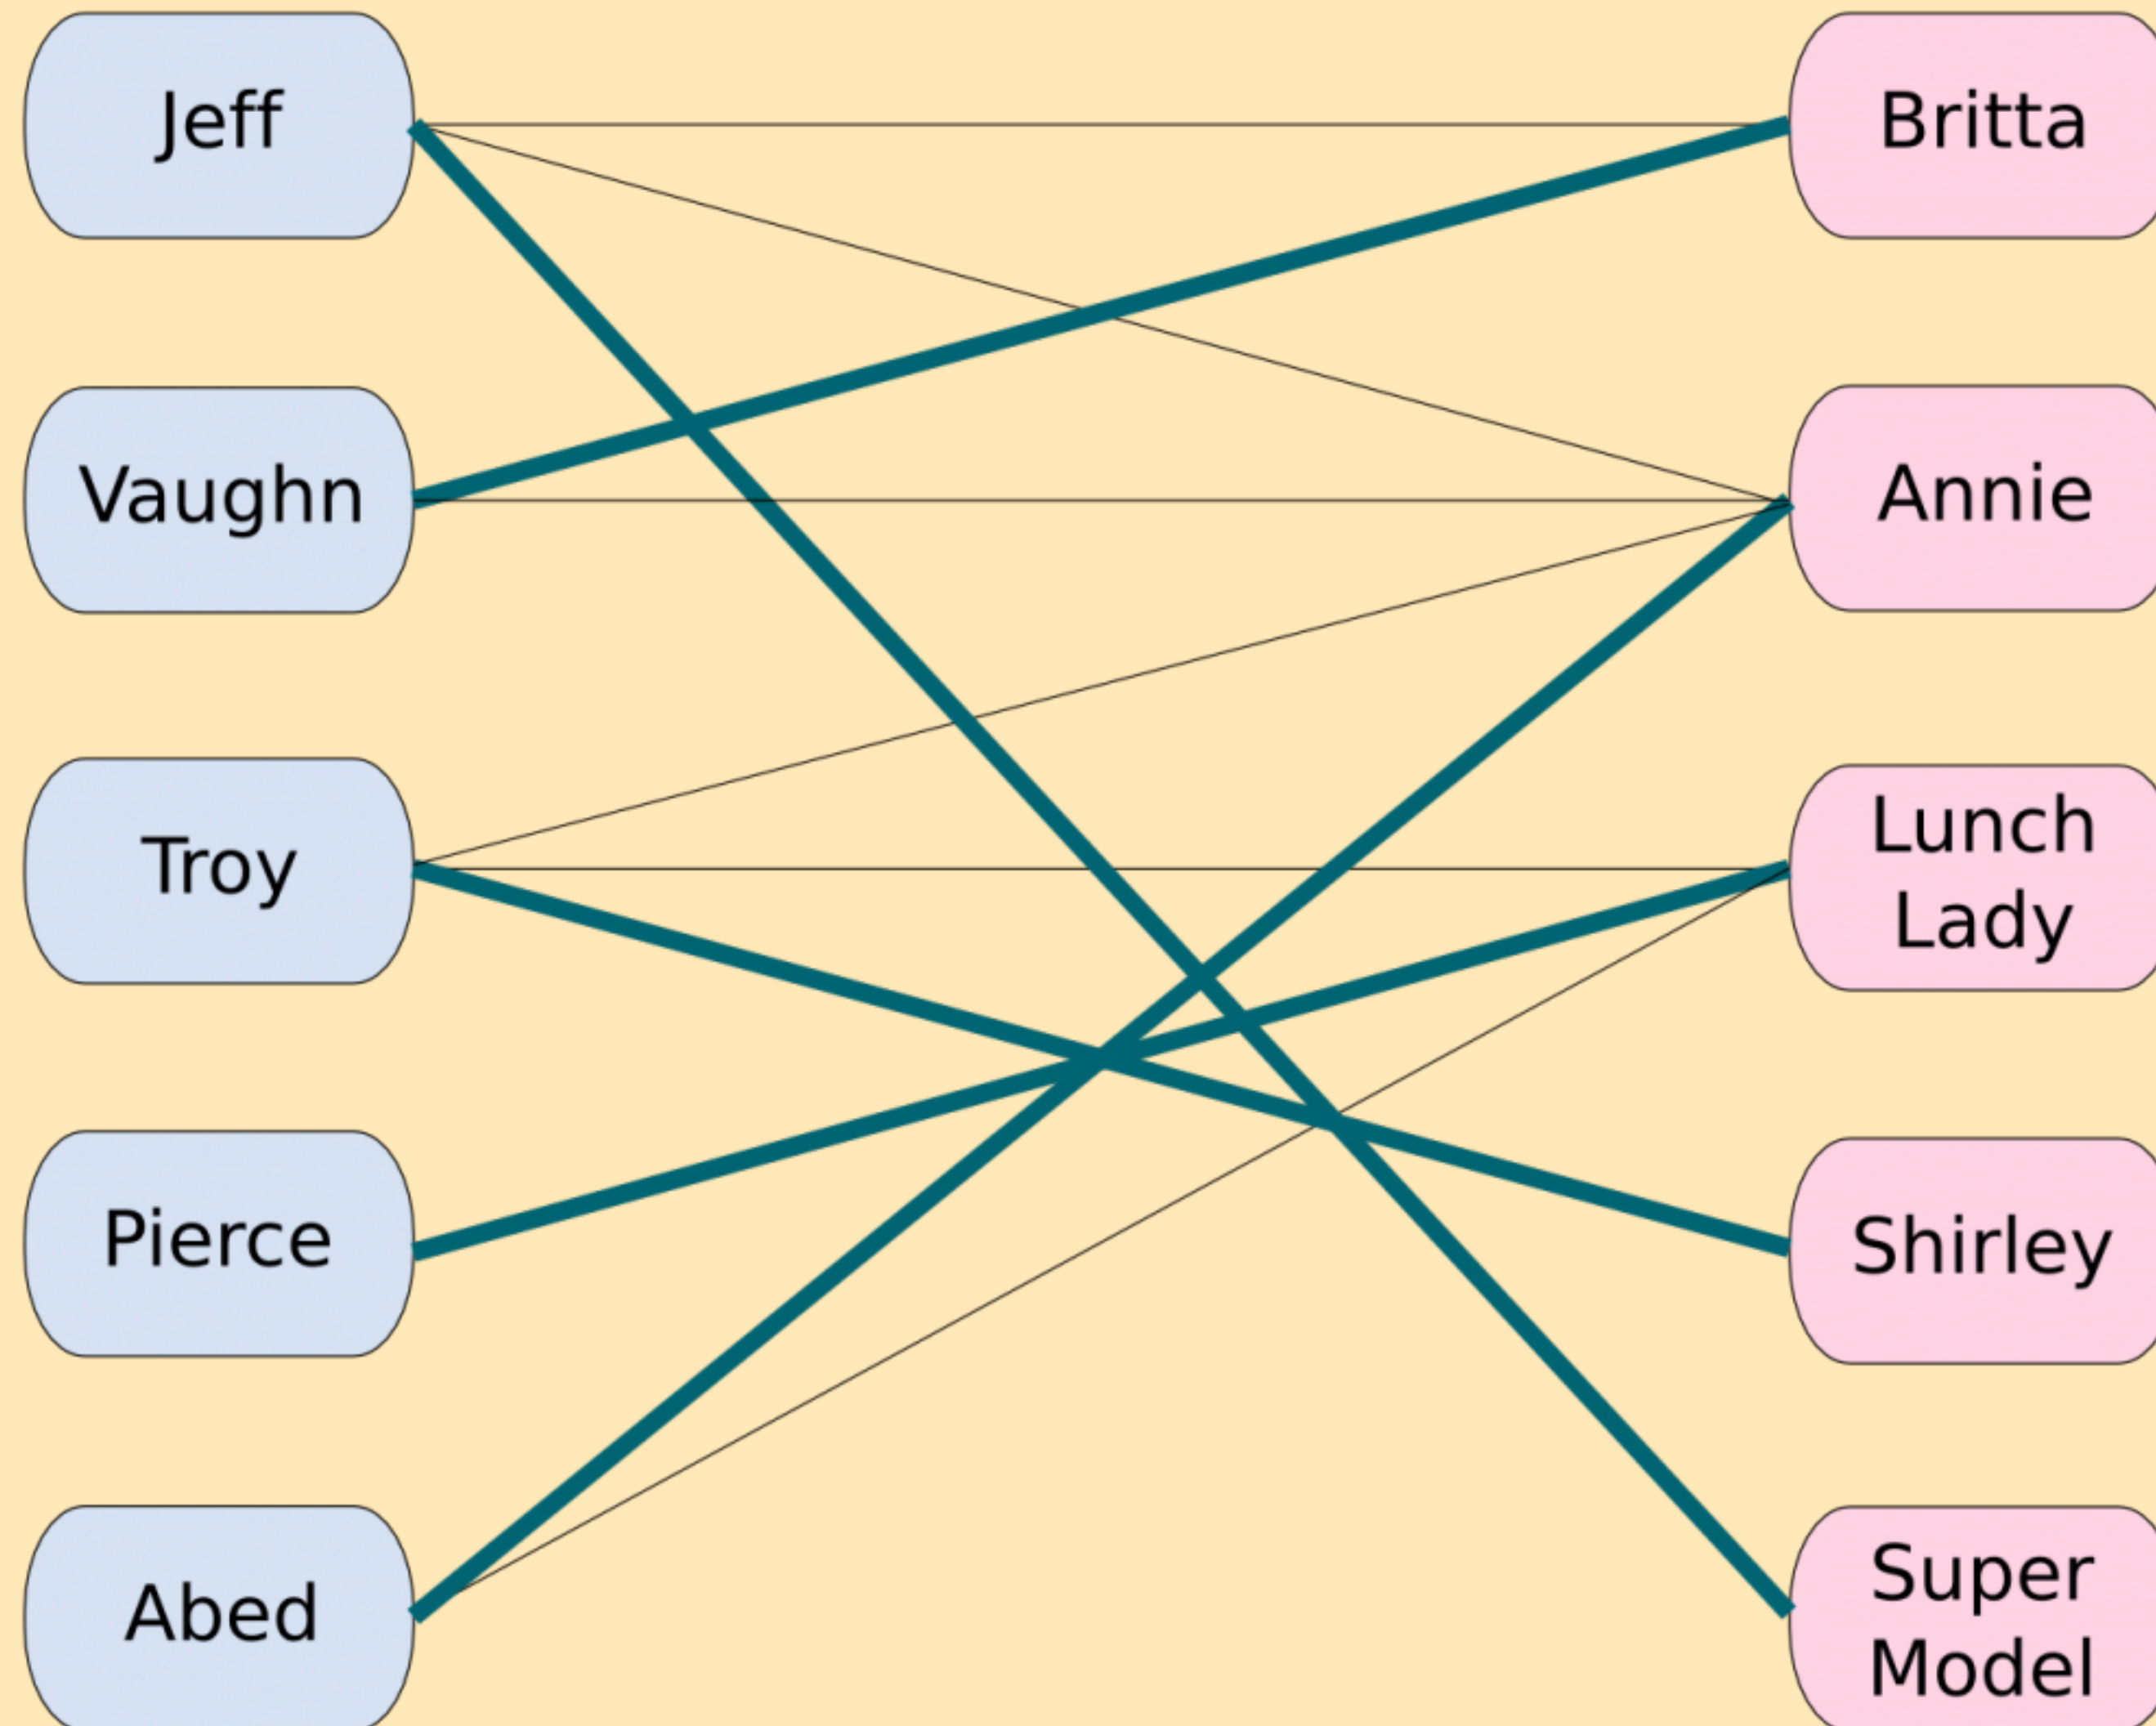 Jeff
Britta
Vaughn
Annie
Troy
Lunch
Lady
Pierce
Shirley
Abed
Super
Model